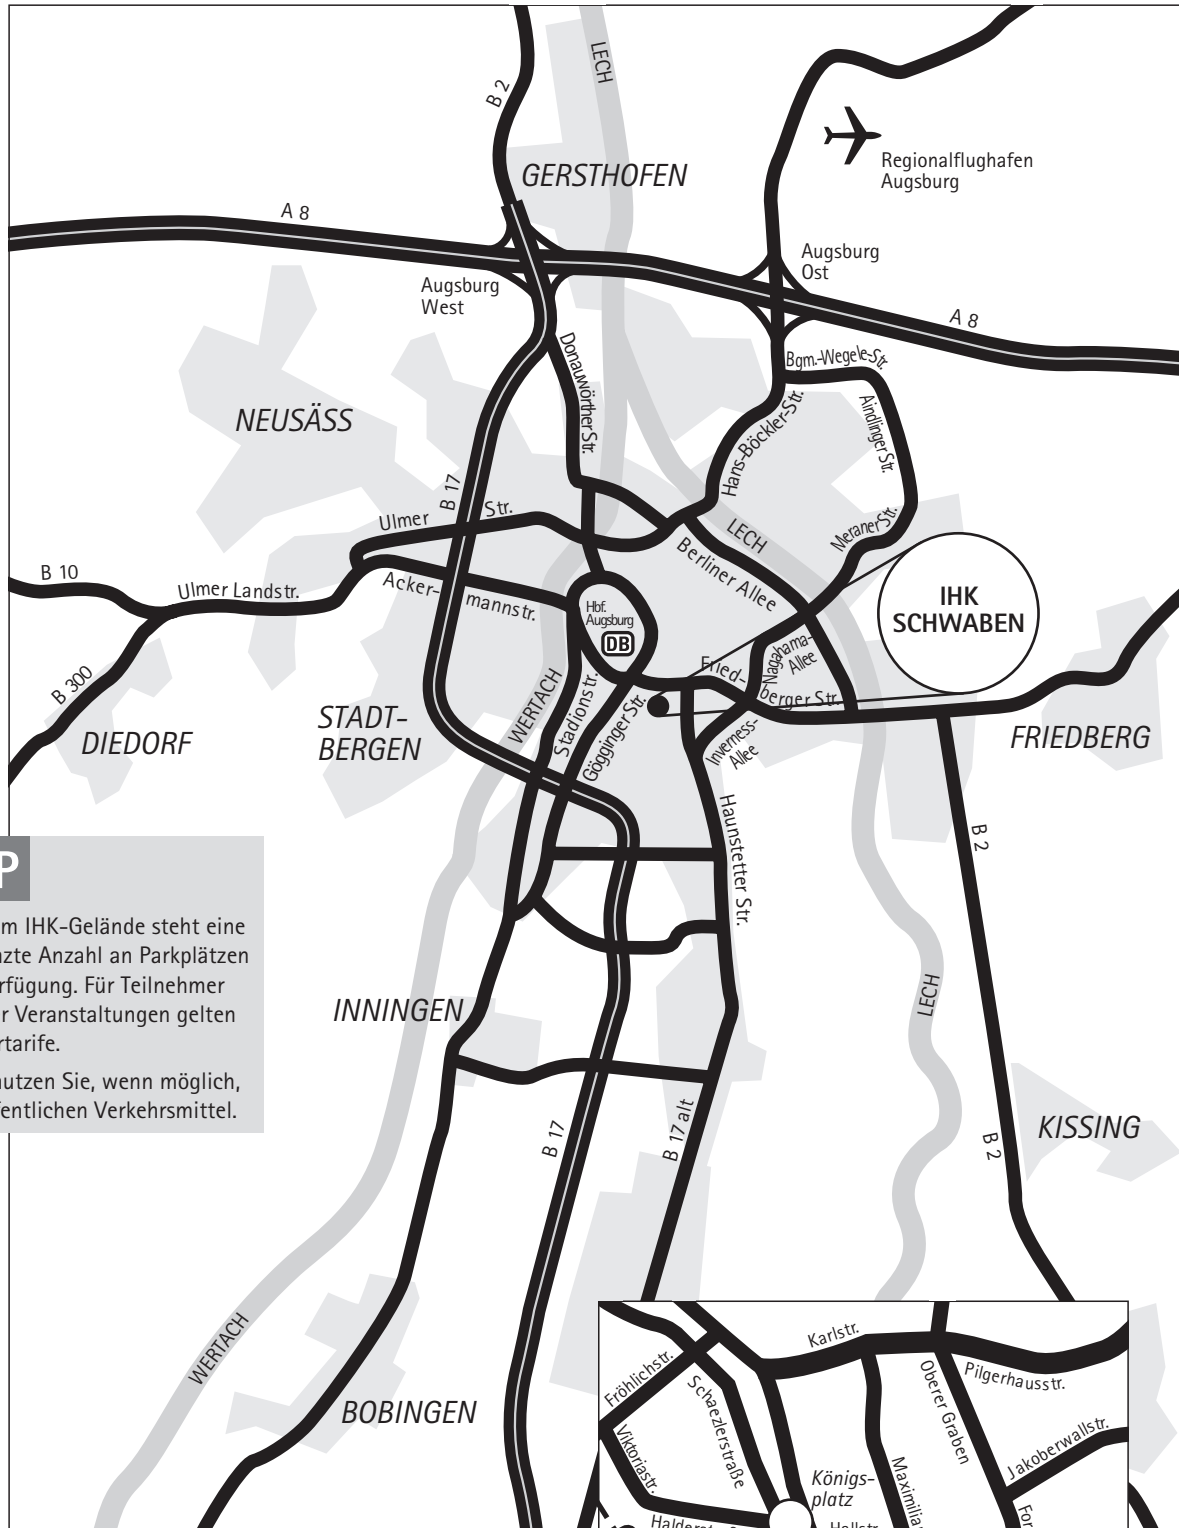 LECH
B 2
GERSTHOFEN
Regionalflughafen
Augsburg
A 8
Augsburg
West
Augsburg
Ost
A 8
Donauwörther Str.
Bgm.-Wegele-Str.
Aindlinger Str.
Hans-Böckler-Str.
NEUSÄSS
B 17
Ulmer Str.
LECH
Meraner Str.
Berliner Allee
B 10
Ulmer Landstr.
Acker-
mannstr.
Hbf.
Augsburg
DB
IHK
SCHWABEN
Nagahama-
Allee
Fried-
berger Str.
B 300
DIEDORF
STADT-
BERGEN
WERTACH
Stadionstr.
Gögginger Str.
Inverness-
Allee
FRIEDBERG
Haunstetter Str.
B 2
P
m IHK-Gelände steht eine
nzte Anzahl an Parkplätzen
rfügung. Für Teilnehmer
r Veranstaltungen gelten
rtarife.
nutzen Sie, wenn möglich,
fentlichen Verkehrsmittel.
INNINGEN
LECH
B 17
B 17 alt
KISSING
B 2
WERTACH
BOBINGEN
Karlstr.
Fröhlichstr.
Schaezlerstraße
Oberer Graben
Pilgerhausstr.
Viktoriastr.
Jakoberwallstr.
Königs-
platz